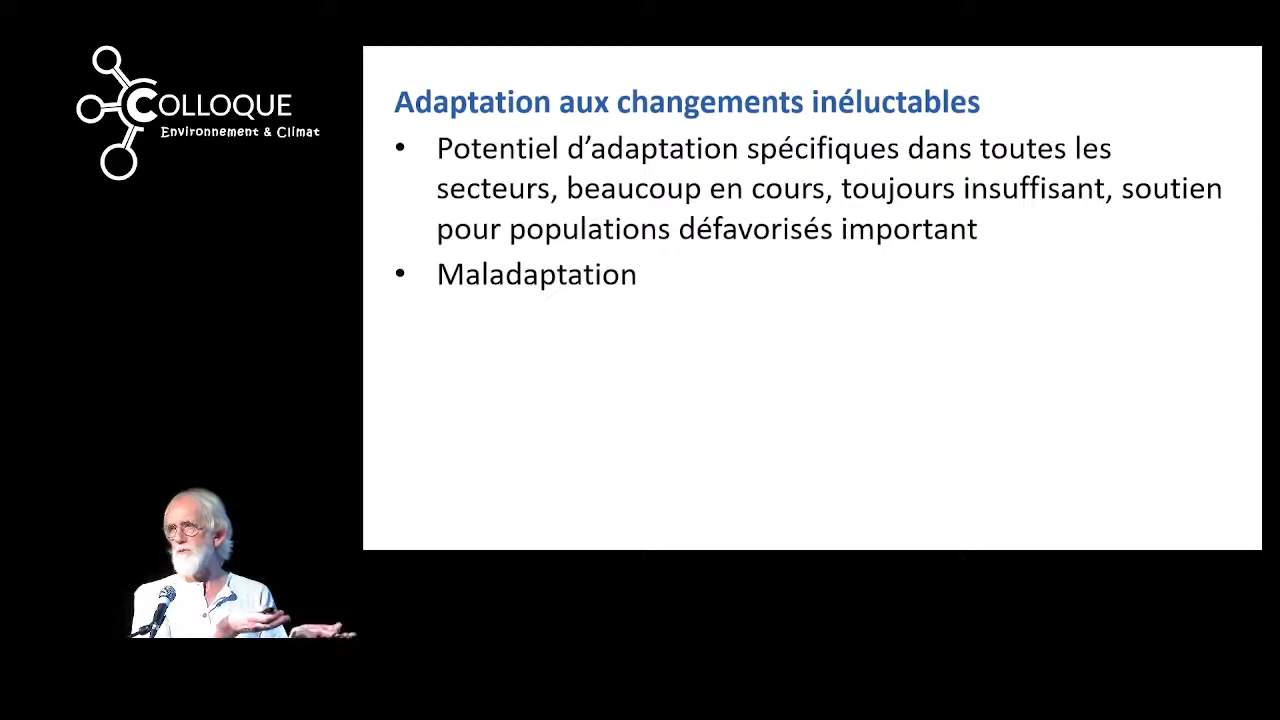 COLLOQUE
Environnement & Climat
Adaptation aux changements inéluctables
• Potentiel d’adaptation spécifiques dans toutes les
secteurs, beaucoup en cours, toujours insuffisant, soutien
pour populations défavorisés important
• Maladaptation